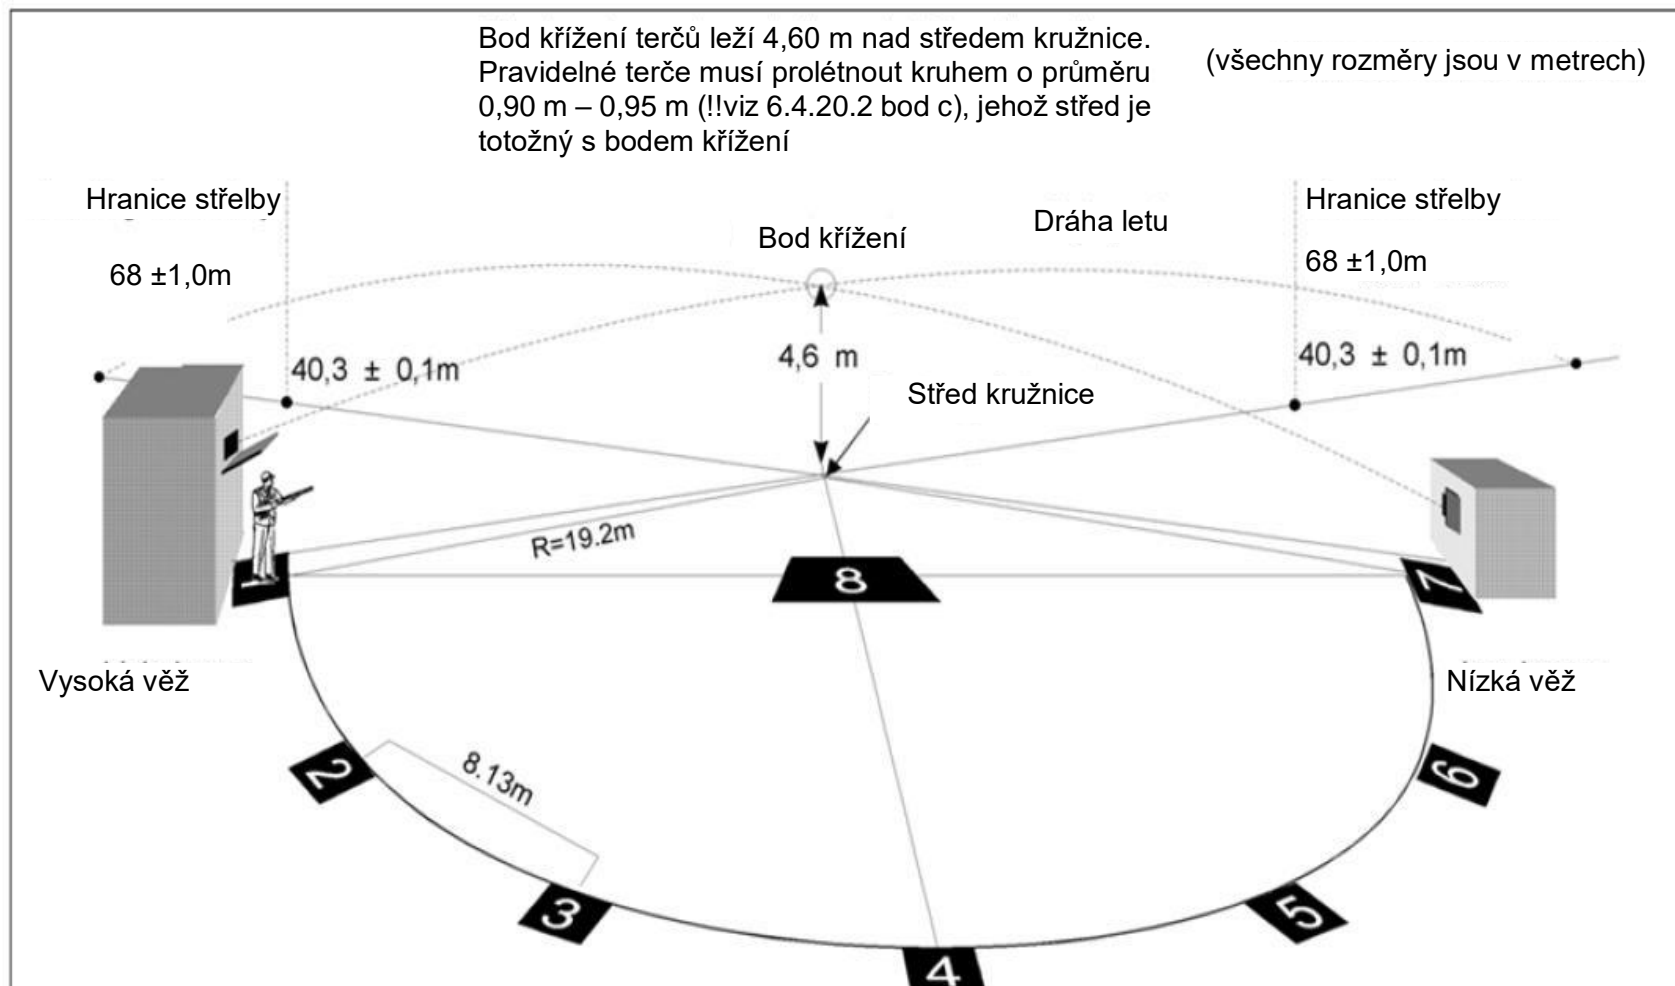 Bod křížení terčů leží 4,60 m nad středem kružnice.
Pravidelné terče musí prolétnout kruhem o průměru
0,90 m – 0,95 m (!!viz 6.4.20.2 bod c), jehož střed je
totožný s bodem křížení
(všechny rozměry jsou v metrech)
Hranice střelby
68 ±1,0m
Bod křížení
Dráha letu
Hranice střelby
68 ±1,0m
40,3 ± 0,1m
4,6 m
40,3 ± 0,1m
Střed kružnice
R=19.2m
1
8
7
Vysoká věž
Nízká věž
2
8.13m
6
3
5
4